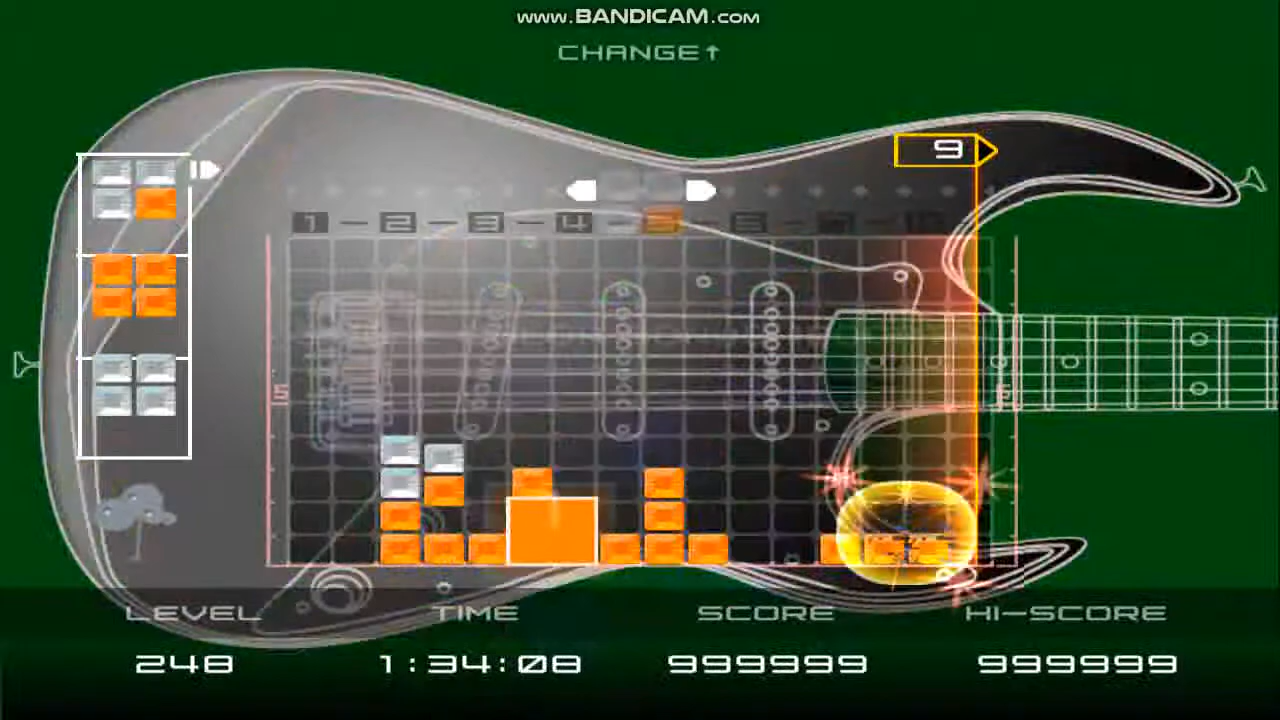 www.BANDICAM.com
CHANGE↑
9
1 - 2 - 3 - 4 - 5 - 6
LEVEL TIME SCORE HI-SCORE
248 1:34:08 999999 999999